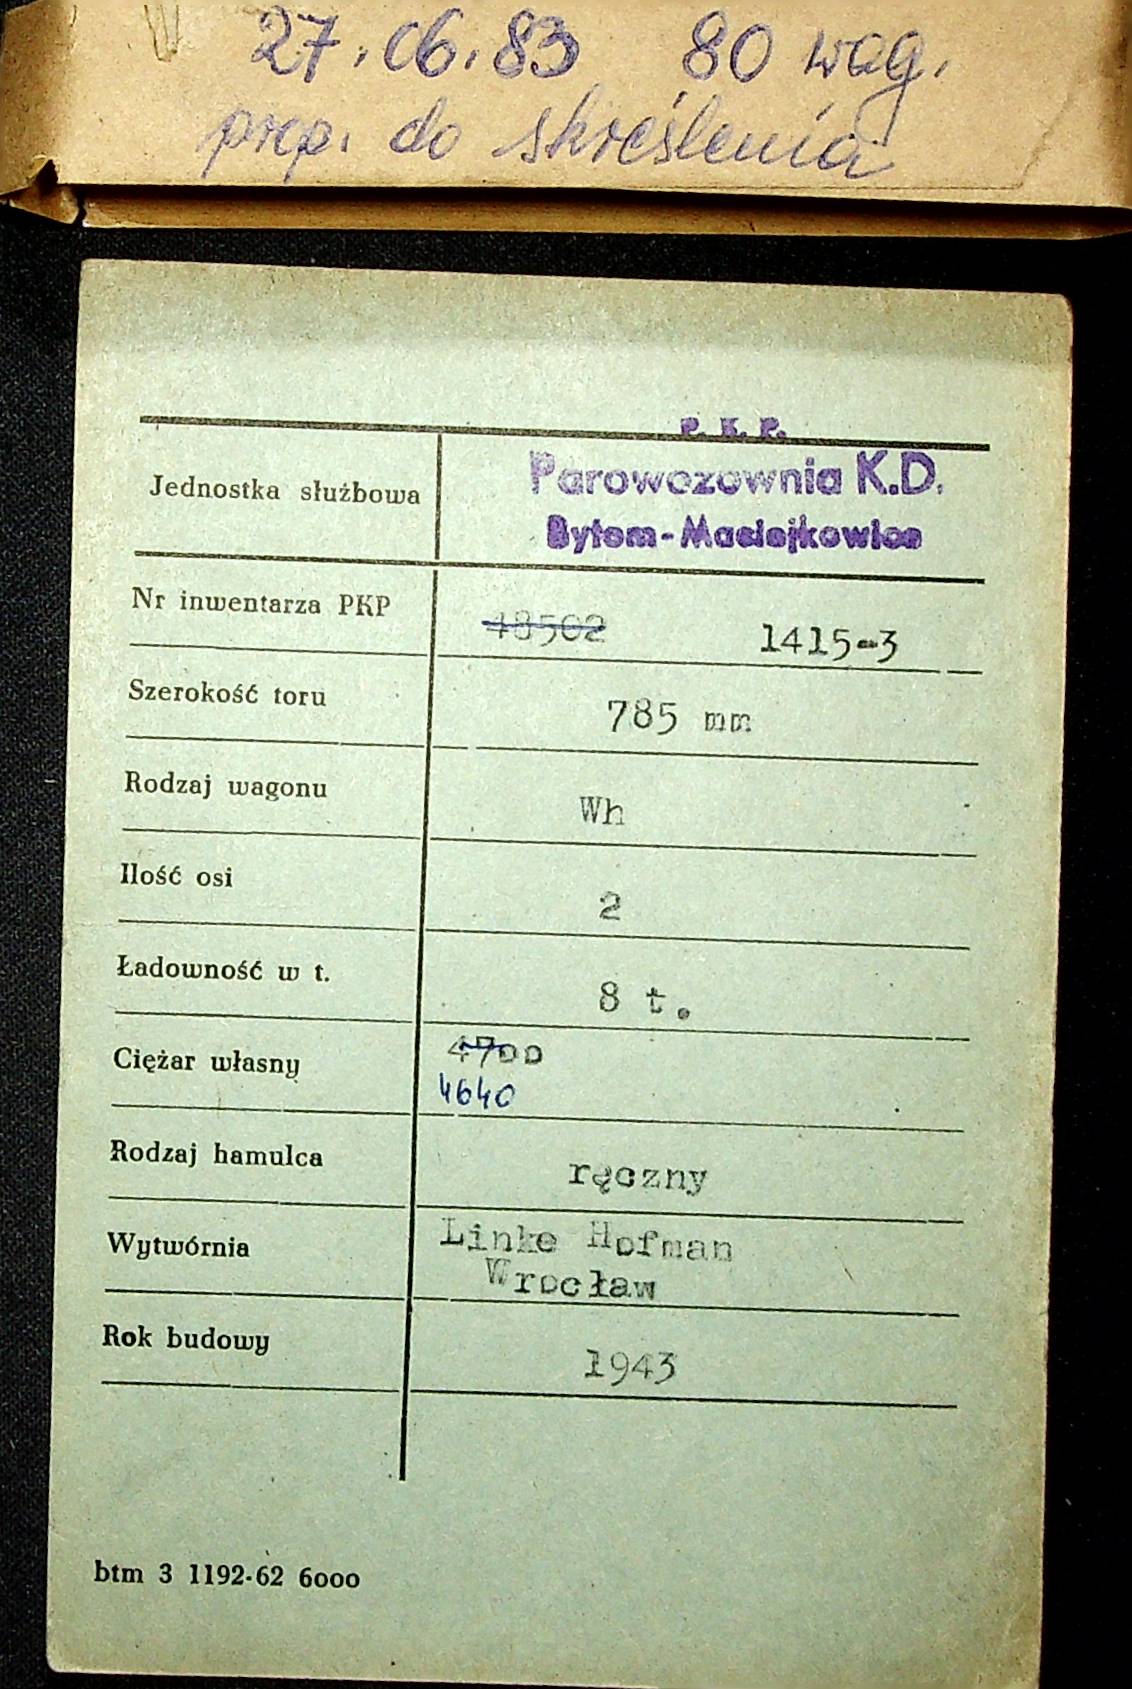 27.06.83 80 wag.
prop. do skreślenia
P. K. P.
Jednostka służbowa Parowozownia K.D.
Bytom-Maciejkowice
Nr inwentarza PKP 48502 1415-3
Szerokość toru 785 mm
Rodzaj wagonu Wh
Ilość osi 2
Ładowność w t. 8 t.
Ciężar własny 4700
4640
Rodzaj hamulca ręczny
Wytwórnia Linke Hofman
Wrocław
Rok budowy 1943
btm 3 1192-62 6000